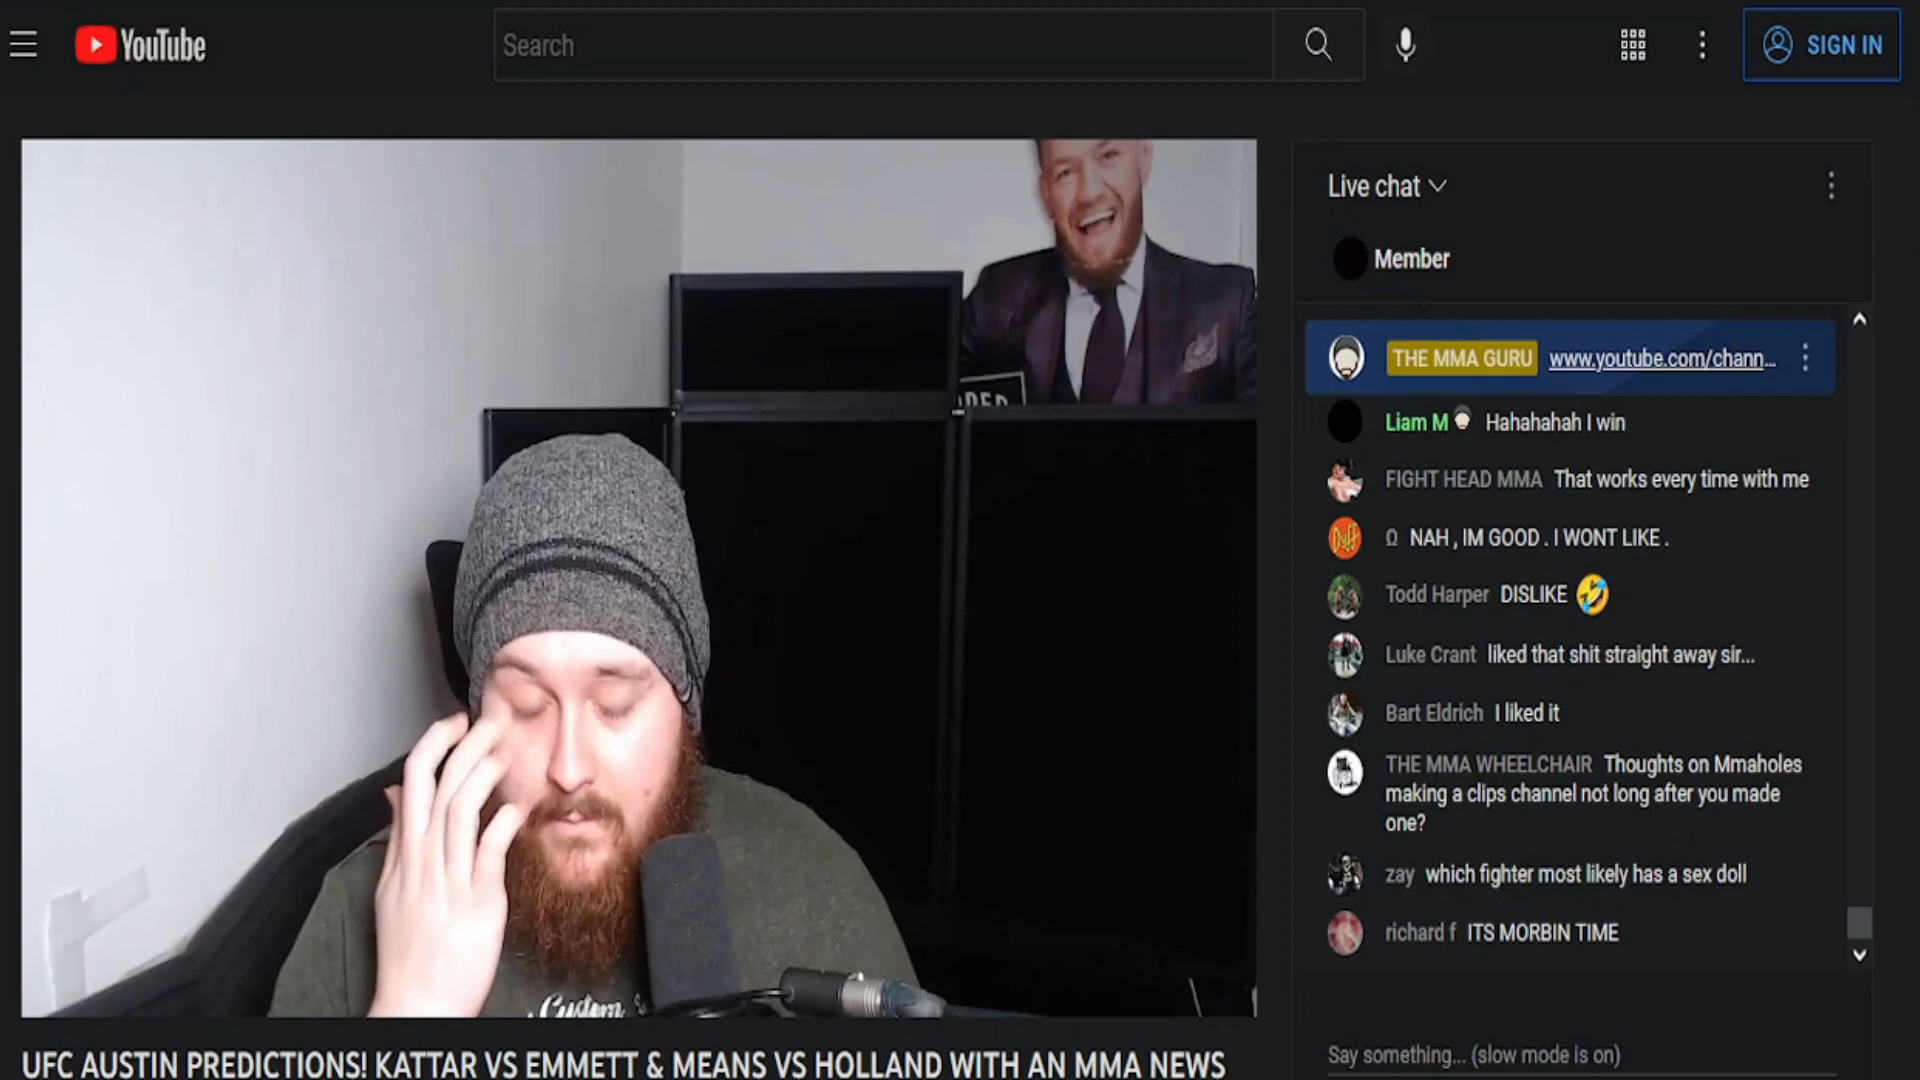 YouTube
Search
SIGN IN
Live chat
Member
THE MMA GURU www.youtube.com/chann...
Liam M Hahahahah I win
FIGHT HEAD MMA That works every time with me
Duff
Ω NAH , IM GOOD . I WONT LIKE .
Todd Harper DISLIKE 🤣
Luke Crant liked that shit straight away sir...
Bart Eldrich I liked it
THE MMA WHEELCHAIR Thoughts on Mmaholes
making a clips channel not long after you made
one?
zay which fighter most likely has a sex doll
richard f ITS MORBIN TIME
Say something... (slow mode is on)
Custom
UFC AUSTIN PREDICTIONS! KATTAR VS EMMETT & MEANS VS HOLLAND WITH AN MMA NEWS